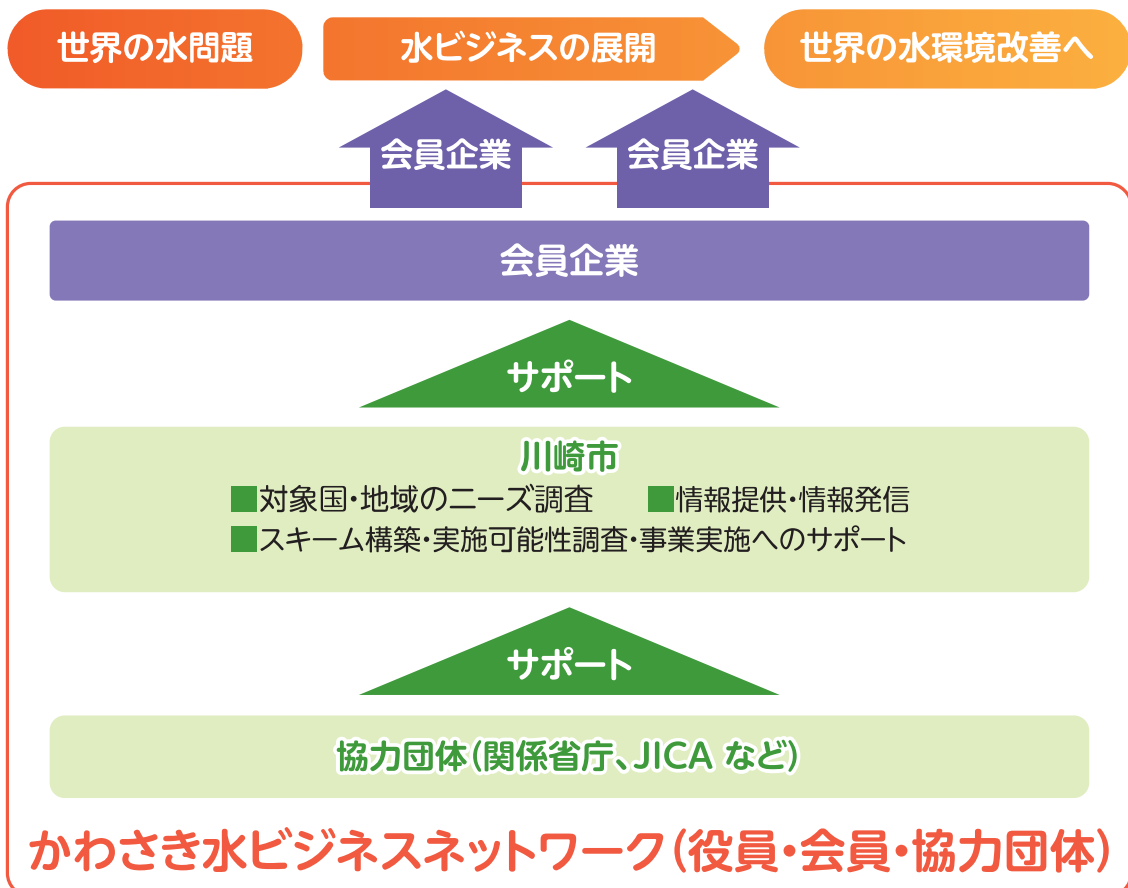 世界の水問題
水ビジネスの展開
世界の水環境改善へ
会員企業
会員企業
会員企業
サポート
川崎市
■対象国・地域のニーズ調査
■情報提供・情報発信
■スキーム構築・実施可能性調査・事業実施へのサポート
サポート
協力団体(関係省庁、JICA など)
かわさき水ビジネスネットワーク(役員・会員・協力団体)